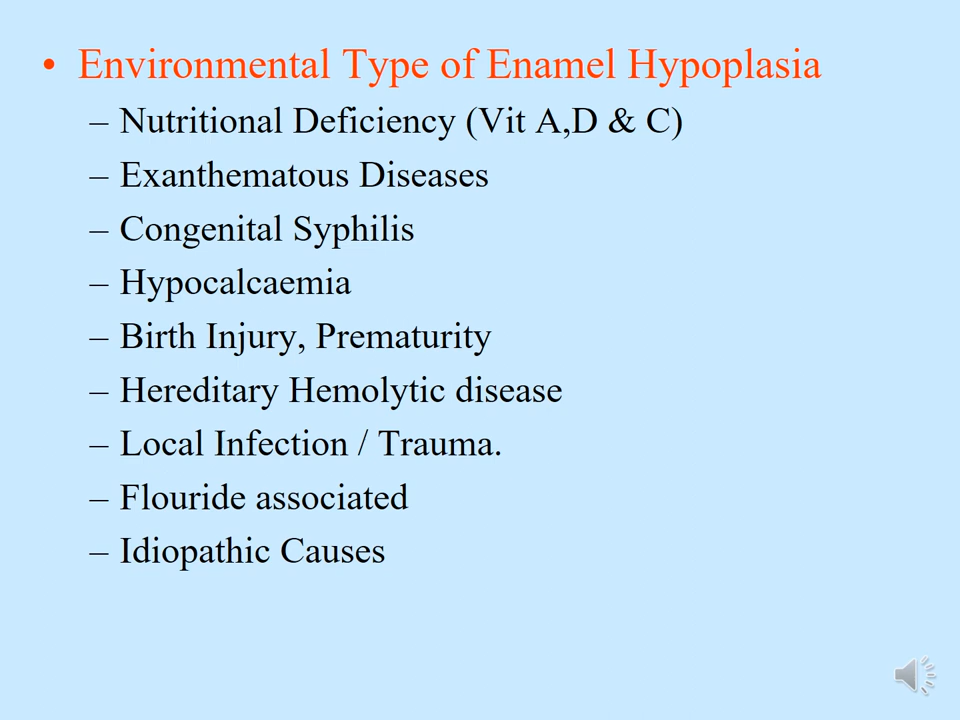 • Environmental Type of Enamel Hypoplasia
– Nutritional Deficiency (Vit A,D & C)
– Exanthematous Diseases
– Congenital Syphilis
– Hypocalcaemia
– Birth Injury, Prematurity
– Hereditary Hemolytic disease
– Local Infection / Trauma.
– Flouride associated
– Idiopathic Causes